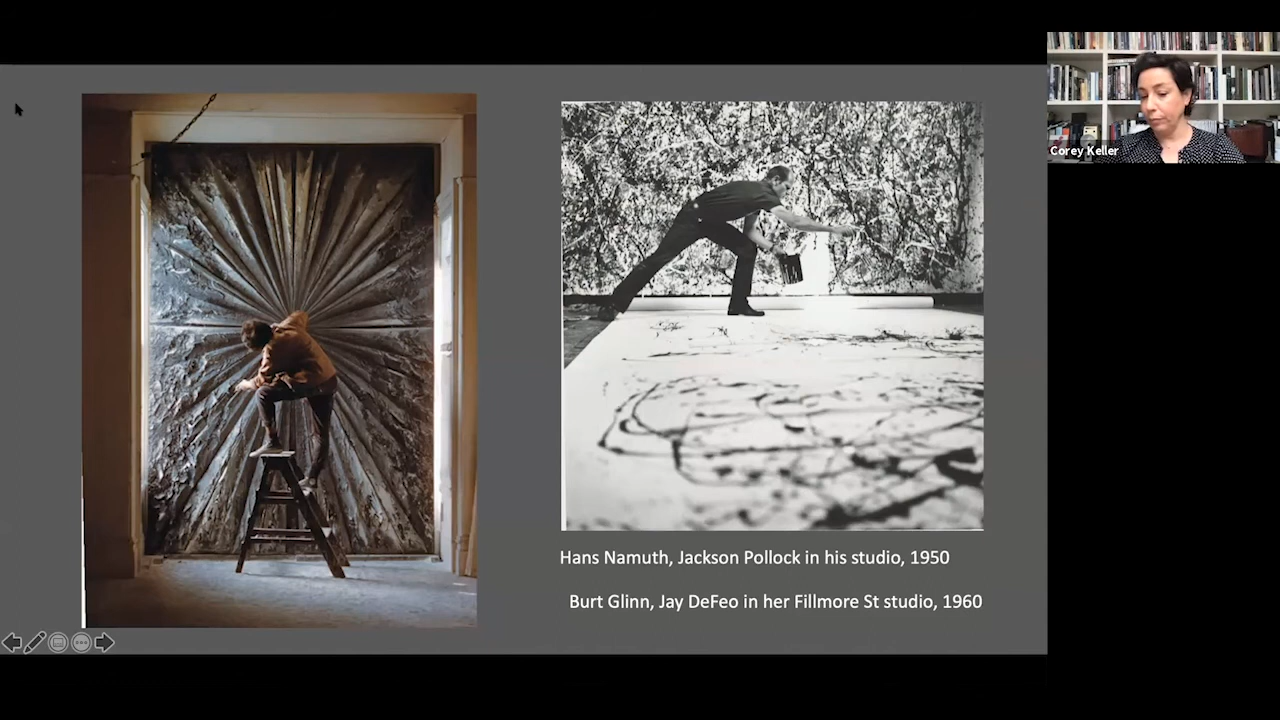 Corey Keller
Hans Namuth, Jackson Pollock in his studio, 1950
Burt Glinn, Jay DeFeo in her Fillmore St studio, 1960